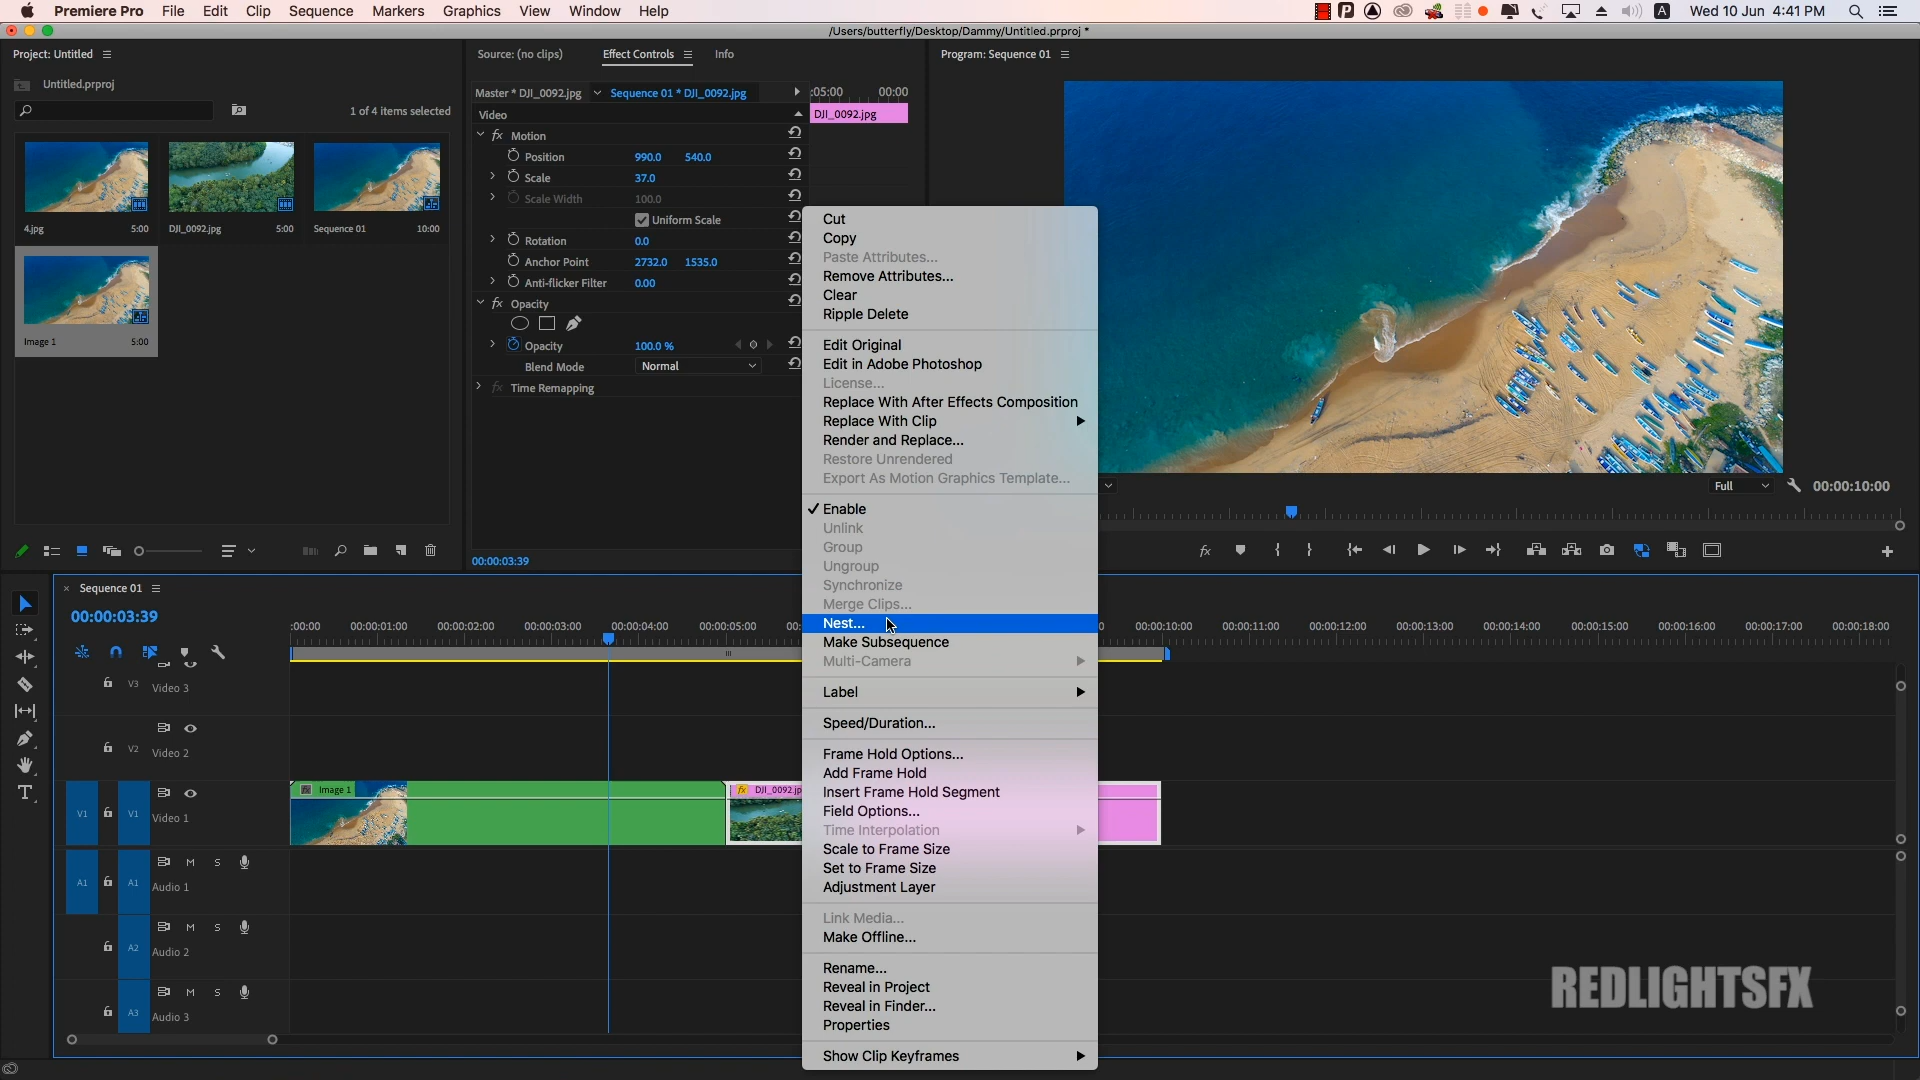 Premiere Pro File Edit Clip Sequence Markers Graphics View Window Help
A Wed 10 Jun 4:41 PM
/Users/butterfly/Desktop/Dammy/Untitled.prproj *
Project: Untitled
Untitled.prproj
1 of 4 items selected
4.jpg 5:00
DJI_0092.jpg 5:00
Sequence 01 10:00
Image 1 5:00
Source: (no clips) Effect Controls Info
Master * DJI_0092.jpg Sequence 01 * DJI_0092.jpg
:05:00 00:00
Video DJI_0092.jpg
fx Motion
Position 990.0 540.0
Scale 37.0
Scale Width 100.0
Uniform Scale
Rotation 0.0
Anchor Point 2732.0 1535.0
Anti-flicker Filter 0.00
fx Opacity
Opacity 100.0 %
Blend Mode Normal
fx Time Remapping
00:00:03:39
Program: Sequence 01
Full 00:00:10:00
fx
Cut
Copy
Paste Attributes...
Remove Attributes...
Clear
Ripple Delete
Edit Original
Edit in Adobe Photoshop
License...
Replace With After Effects Composition
Replace With Clip
Render and Replace...
Restore Unrendered
Export As Motion Graphics Template...
Enable
Unlink
Group
Ungroup
Synchronize
Merge Clips...
Nest...
Make Subsequence
Multi-Camera
Label
Speed/Duration...
Frame Hold Options...
Add Frame Hold
Insert Frame Hold Segment
Field Options...
Time Interpolation
Scale to Frame Size
Set to Frame Size
Adjustment Layer
Link Media...
Make Offline...
Rename...
Reveal in Project
Reveal in Finder...
Properties
Show Clip Keyframes
× Sequence 01
00:00:03:39
:00:00 00:00:01:00 00:00:02:00 00:00:03:00 00:00:04:00 00:00:05:00 00: 0 00:00:10:00 00:00:11:00 00:00:12:00 00:00:13:00 00:00:14:00 00:00:15:00 00:00:16:00 00:00:17:00 00:00:18:00
V3 Video 3
V2 Video 2
V1 V1 Video 1
fx Image 1
fx DJI_0092.jp
M S
A1 A1 Audio 1
M S
A2 Audio 2
M S
A3 Audio 3
T
REDLIGHTSFX